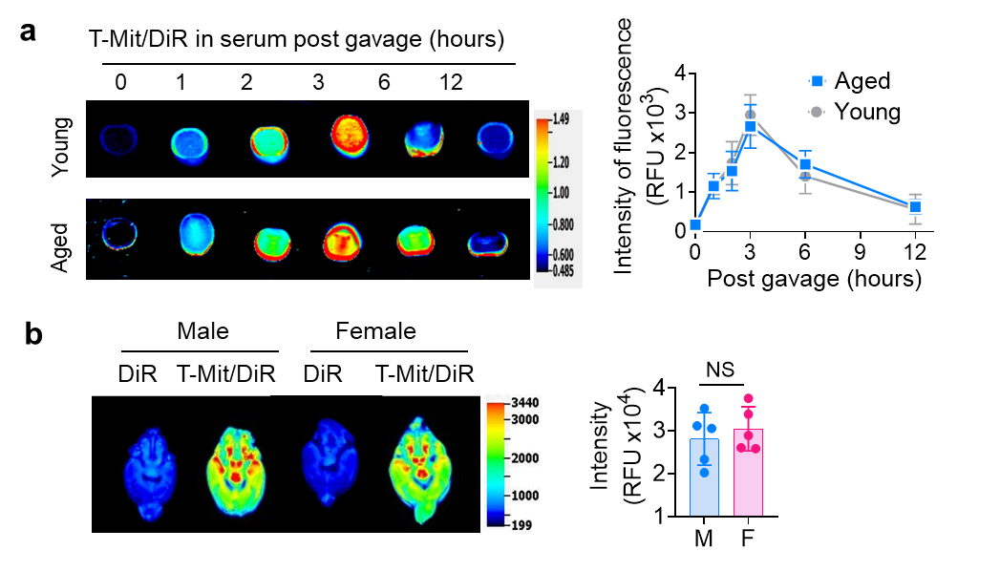 a
T-Mit/DiR in serum post gavage (hours)
0 1 2 3 6 12
Young
Aged
1.49
1.20
1.00
0.800
0.600
0.485
Intensity of fluorescence
(RFU x10³)
4
3
2
1
0
Aged
Young
0 3 6 9 12
Post gavage (hours)
b
Male Female
DiR T-Mit/DiR DiR T-Mit/DiR
3440
3000
2000
1000
199
Intensity
(RFU x10⁴)
NS
4
3
2
1
M F